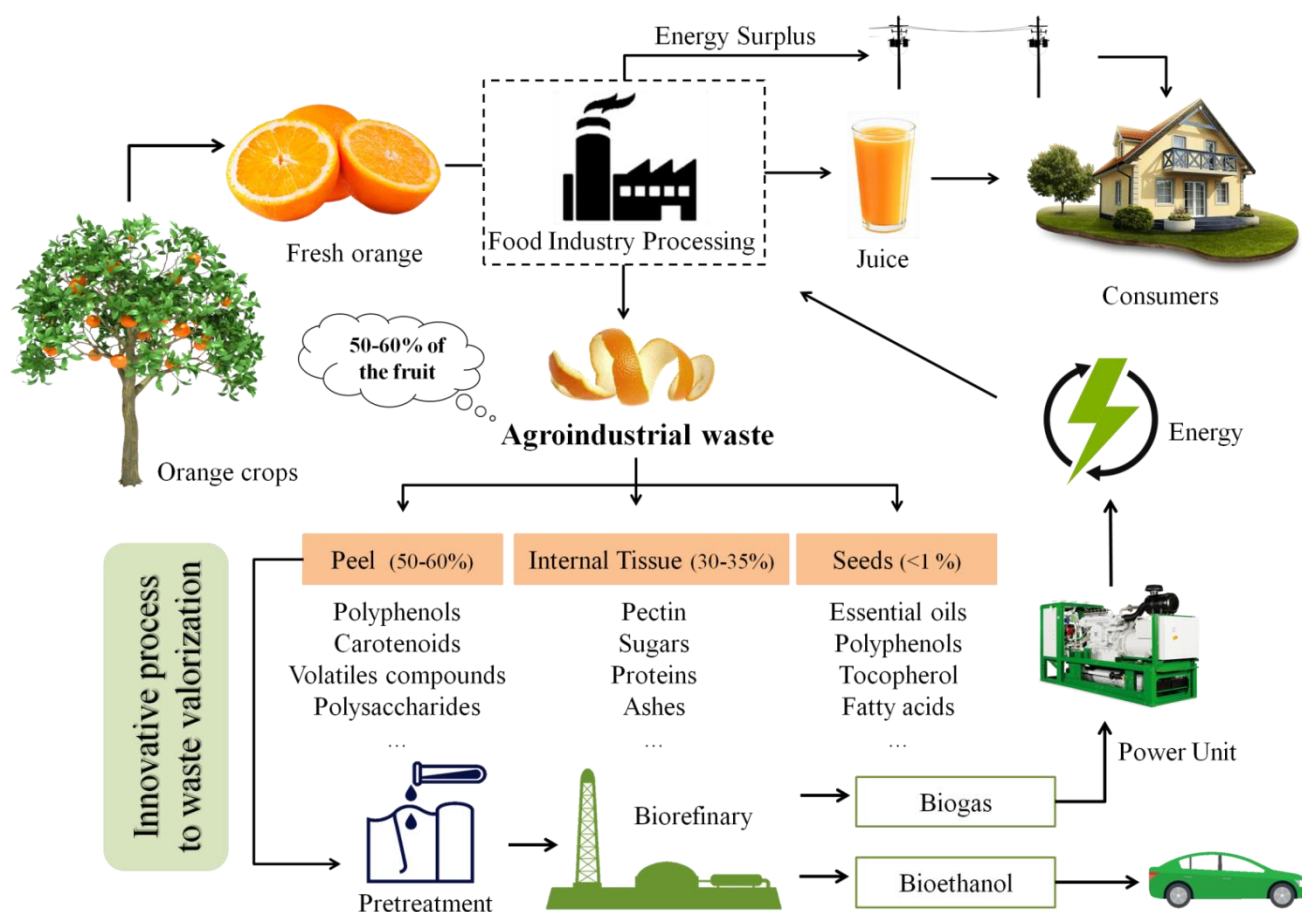 Energy Surplus
Fresh orange
Food Industry Processing
Juice
Consumers
50-60% of
the fruit
Agroindustrial waste
Orange crops
Energy
Innovative process
to waste valorization
Peel (50-60%)
Internal Tissue (30-35%)
Seeds (<1 %)
Polyphenols
Carotenoids
Volatiles compounds
Polysaccharides
...
Pectin
Sugars
Proteins
Ashes
...
Essential oils
Polyphenols
Tocopherol
Fatty acids
...
Power Unit
Pretreatment
Biorefinary
Biogas
Bioethanol